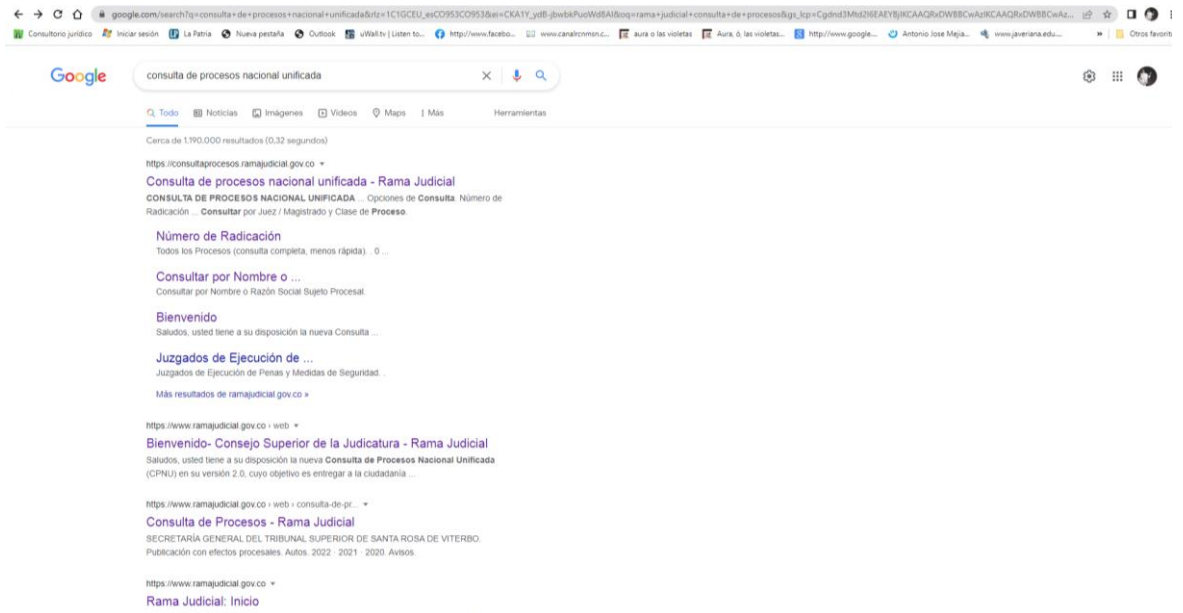 google.com/search?q=consulta+de+procesos+nacional+unificada&rlz=1C1GCEU_esCO953CO953&ei=
Consultorio jurídico Iniciar sesión La Patria Nueva pestaña Outlook uWall.tv | Listen to... http://www.facebo... www.canalrcnmsn.c... aura o las violetas Aura, ó, las violetas... http://www.google... Antonio Jose Mejia... www.javeriana.edu... » Otros favorit
Google consulta de procesos nacional unificada
Todo Noticias Imágenes Videos Maps Más Herramientas
Cerca de 1.190.000 resultados (0,32 segundos)
https://consultaprocesos.ramajudicial.gov.co
Consulta de procesos nacional unificada - Rama Judicial
CONSULTA DE PROCESOS NACIONAL UNIFICADA ... Opciones de Consulta. Número de
Radicación ... Consultar por Juez / Magistrado y Clase de Proceso.
Número de Radicación
Todos los Procesos (consulta completa, menos rápida). . 0 ...
Consultar por Nombre o ...
Consultar por Nombre o Razón Social Sujeto Procesal.
Bienvenido
Saludos, usted tiene a su disposición la nueva Consulta ...
Juzgados de Ejecución de ...
Juzgados de Ejecución de Penas y Medidas de Seguridad. .
Más resultados de ramajudicial.gov.co »
https://www.ramajudicial.gov.co › web
Bienvenido- Consejo Superior de la Judicatura - Rama Judicial
Saludos, usted tiene a su disposición la nueva Consulta de Procesos Nacional Unificada
(CPNU) en su versión 2.0, cuyo objetivo es entregar a la ciudadanía ...
https://www.ramajudicial.gov.co › web › consulta-de-pr...
Consulta de Procesos - Rama Judicial
SECRETARÍA GENERAL DEL TRIBUNAL SUPERIOR DE SANTA ROSA DE VITERBO.
Publicación con efectos procesales. Autos. 2022 · 2021 · 2020. Avisos.
https://www.ramajudicial.gov.co
Rama Judicial: Inicio